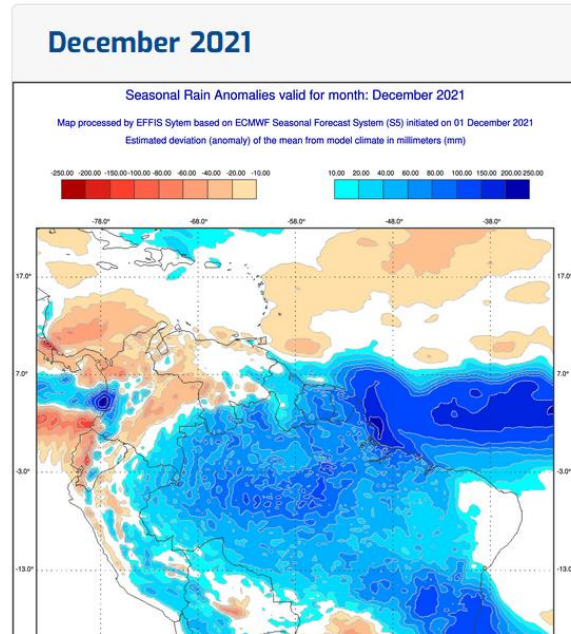 December 2021
Seasonal Rain Anomalies valid for month: December 2021
Map processed by EFFIS Sytem based on ECMWF Seasonal Forecast System (S5) initiated on 01 December 2021
Estimated deviation (anomaly) of the mean from model climate in millimeters (mm)
-250.00 -200.00 -150.00 -100.00 -80.00 -60.00 -40.00 -20.00 -10.00 10.00 20.00 40.00 60.00 80.00 100.00 150.00 200.00 250.00
-78.0° -68.0° -58.0° -48.0° -38.0°
17.0° 17.0°
7.0° 7.0°
-3.0° -3.0°
-13.0° -13.0°